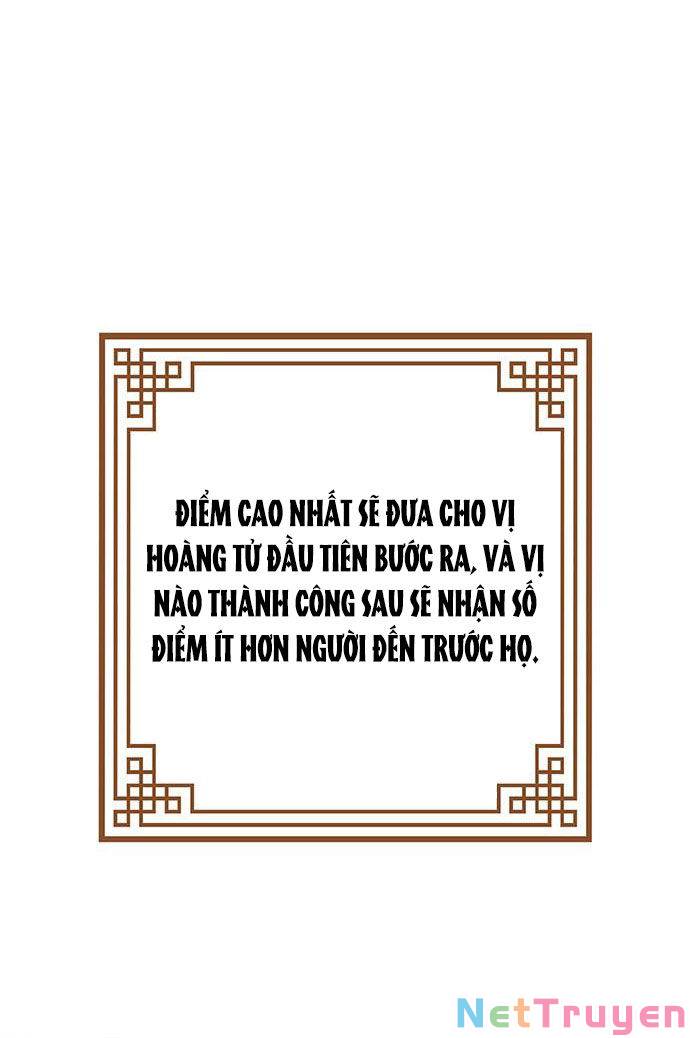 ĐIỂM CAO NHẤT SẼ ĐƯA CHO VỊ
HOÀNG TỬ ĐẦU TIÊN BƯỚC RA, VÀ VỊ
NÀO THÀNH CÔNG SAU SẼ NHẬN SỐ
ĐIỂM ÍT HƠN NGƯỜI ĐẾN TRƯỚC HỌ.
NetTruyen